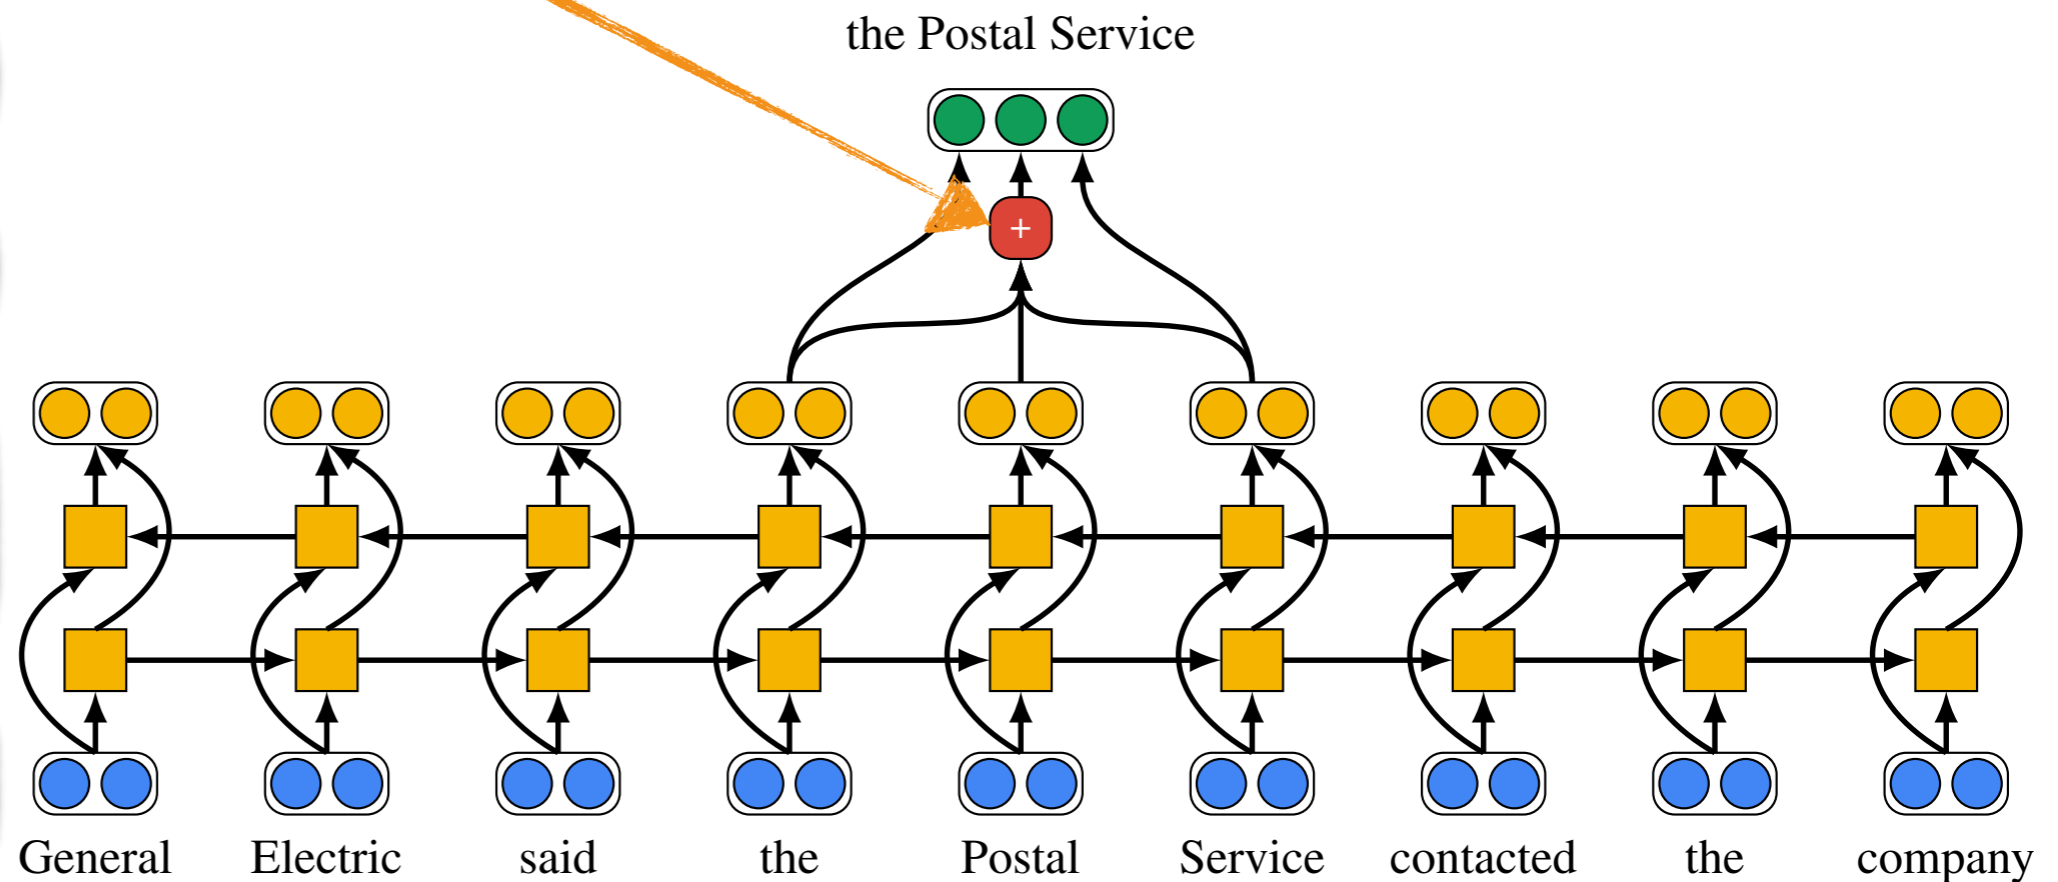 the Postal Service
+
General Electric said the Postal Service contacted the company